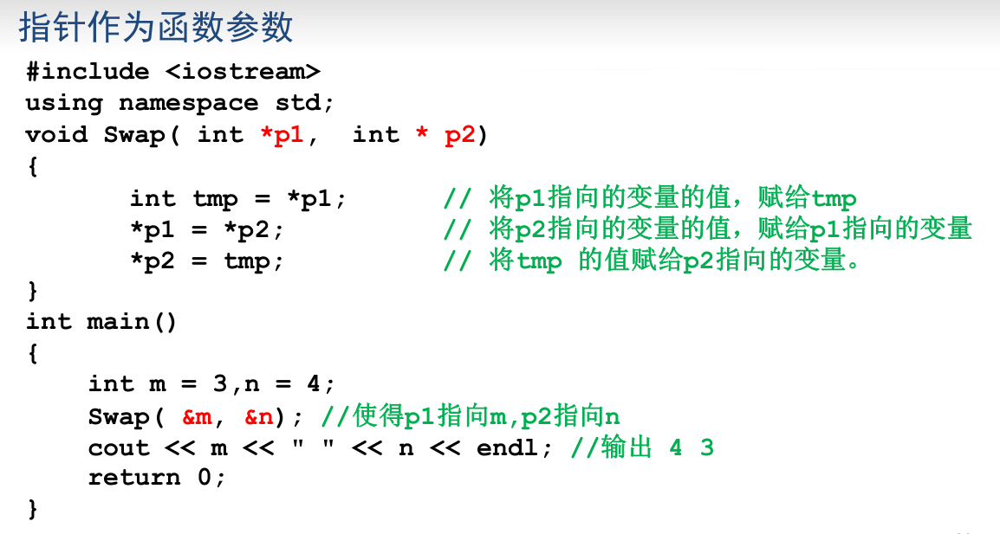 指针作为函数参数
#include <iostream>
using namespace std;
void Swap( int *p1,  int * p2)
{
int tmp = *p1;  // 将p1指向的变量的值，赋给tmp
*p1 = *p2;  // 将p2指向的变量的值，赋给p1指向的变量
*p2 = tmp;  // 将tmp 的值赋给p2指向的变量。
}
int main()
{
int m = 3,n = 4;
Swap( &m, &n); //使得p1指向m,p2指向n
cout << m << " " << n << endl; //输出 4 3
return 0;
}